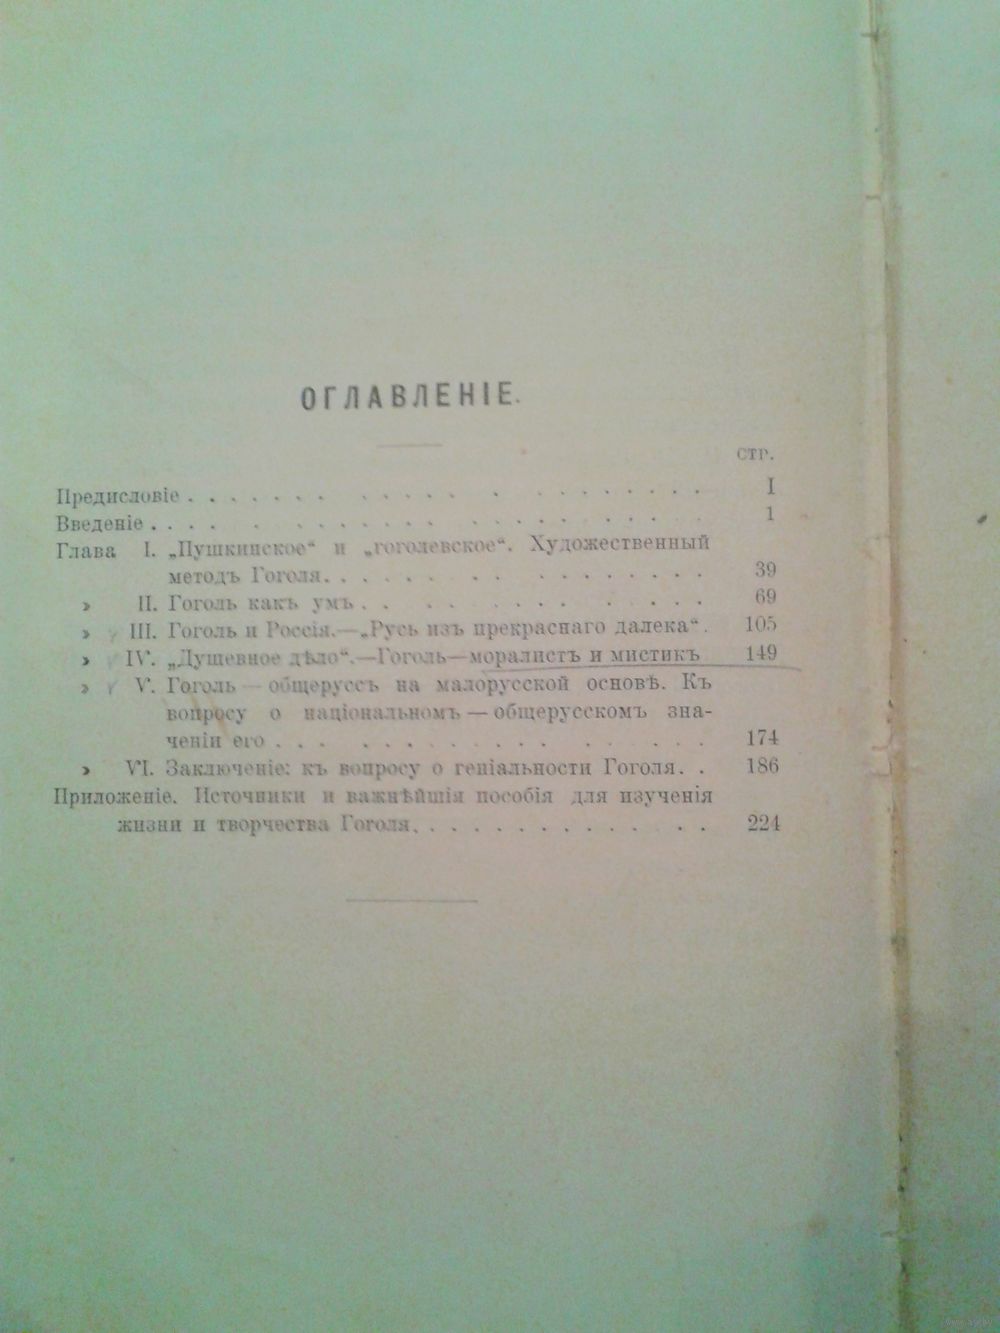 ОГЛАВЛЕНІЕ.
СТР.
Предисловіе . . . . . . . . . . . . . . . . . . . . I
Введеніе . . . . . . . . . . . . . . . . . . . . 1
Глава I. „Пушкинское“ и „гоголевское“. Художественный
методъ Гоголя. . . . . . . . . . . . . . . 39
» II. Гоголь какъ умъ . . . . . . . . . . . . . 69
» III. Гоголь и Россія.—„Русь изъ прекраснаго далека“. 105
» IV. „Душевное дѣло“.—Гоголь—моралистъ и мистикъ 149
» V. Гоголь — общеруссъ на малорусской основѣ. Къ
вопросу о національномъ — общерусскомъ зна-
ченіи его . . . . . . . . . . . . . . . . 174
» VI. Заключеніе: къ вопросу о геніальности Гоголя. . 186
Приложеніе. Источники и важнѣйшія пособія для изученія
жизни и творчества Гоголя. . . . . . . . . . . . 224